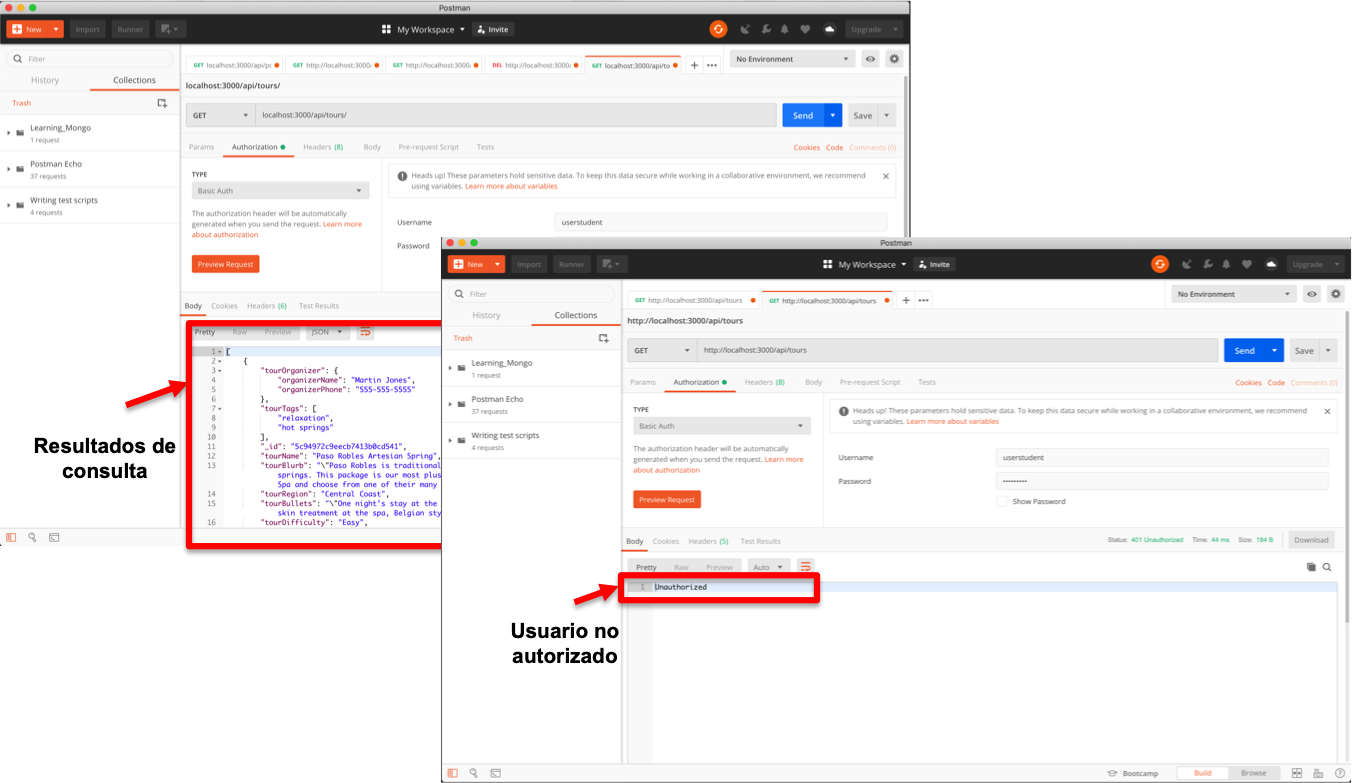 Postman
New
Import
Runner
My Workspace
Invite
Upgrade
Filter
History
Collections
Trash
Learning_Mongo
1 request
Postman Echo
37 requests
Writing test scripts
4 requests
GET localhost:3000/api/po
GET http://localhost:3000/
GET http://localhost:3000/
DEL http://localhost:3000/
GET localhost:3000/api/to
No Environment
localhost:3000/api/tours/
GET
localhost:3000/api/tours/
Send
Save
Params
Authorization
Headers (8)
Body
Pre-request Script
Tests
Cookies
Code
Comments (0)
TYPE
Basic Auth
The authorization header will be automatically
generated when you send the request. Learn more
about authorization
Preview Request
Heads up! These parameters hold sensitive data. To keep this data secure while working in a collaborative environment, we recommend
using variables. Learn more about variables
Username
userstudent
Password
Body
Cookies
Headers (6)
Test Results
Pretty
Raw
Preview
JSON
1 [
2 {
3 "tourOrganizer": {
4 "organizerName": "Martin Jones",
5 "organizerPhone": "555-555-5555"
6 },
7 "tourTags": [
8 "relaxation",
9 "hot springs"
10 ],
11 "_id": "5c94972c9eecb7413b0cd541",
12 "tourName": "Paso Robles Artesian Spring",
13 "tourBlurb": "\"Paso Robles is traditional
springs. This package is our most plus
Spa and choose from one of their many
14 "tourRegion": "Central Coast",
15 "tourBullets": "\"One night's stay at the
skin treatment at the spa, Belgian sty
16 "tourDifficulty": "Easy",
Resultados de
consulta
Postman
New
Import
Runner
My Workspace
Invite
Upgrade
Filter
History
Collections
Trash
Learning_Mongo
1 request
Postman Echo
37 requests
Writing test scripts
4 requests
GET http://localhost:3000/api/tours
GET http://localhost:3000/api/tours
No Environment
http://localhost:3000/api/tours
GET
http://localhost:3000/api/tours
Send
Save
Params
Authorization
Headers (8)
Body
Pre-request Script
Tests
Cookies
Code
Comments (0)
TYPE
Basic Auth
The authorization header will be automatically
generated when you send the request. Learn more
about authorization
Preview Request
Heads up! These parameters hold sensitive data. To keep this data secure while working in a collaborative environment, we recommend
using variables. Learn more about variables
Username
userstudent
Password
•••••••••
Show Password
Body
Cookies
Headers (5)
Test Results
Status: 401 Unauthorized
Time: 44 ms
Size: 184 B
Download
Pretty
Raw
Preview
Auto
1 Unauthorized
Usuario no
autorizado
Bootcamp
Build
Browse